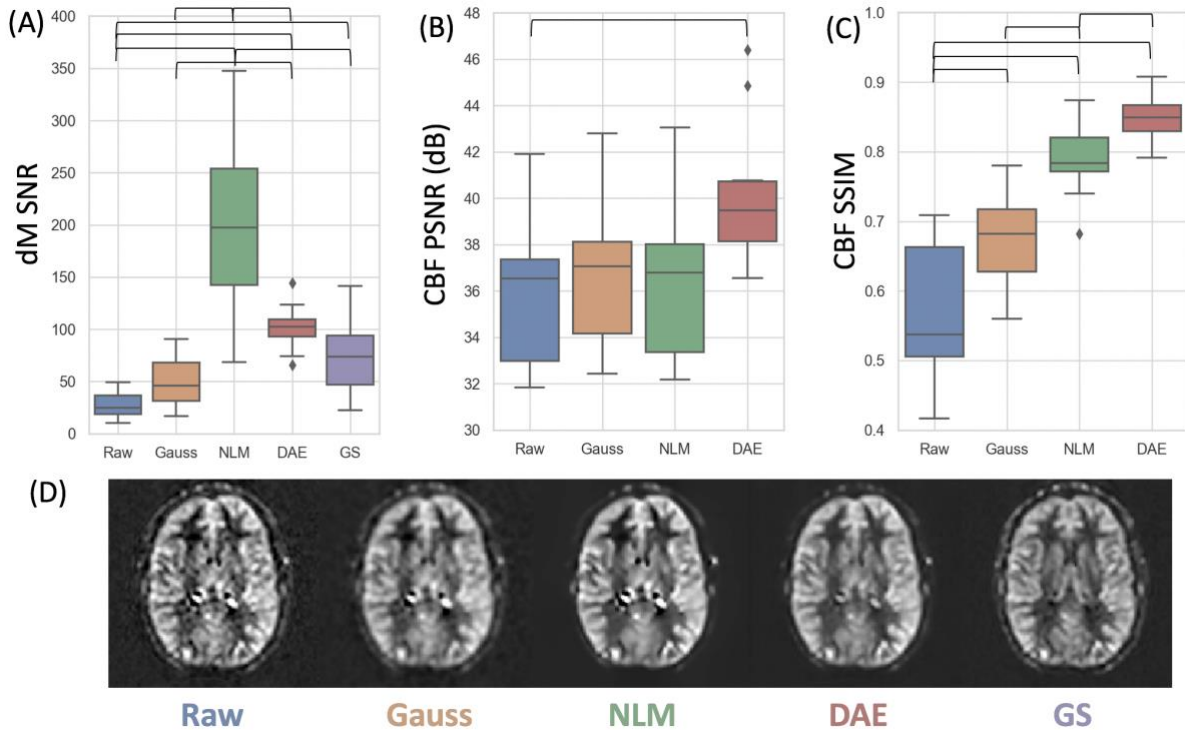 (A)
dM SNR
400
350
300
250
200
150
100
50
0
Raw Gauss NLM DAE GS
(B)
CBF PSNR (dB)
48
46
44
42
40
38
36
34
32
30
Raw Gauss NLM DAE
(C)
CBF SSIM
1.0
0.9
0.8
0.7
0.6
0.5
0.4
Raw Gauss NLM DAE
(D)
Raw Gauss NLM DAE GS